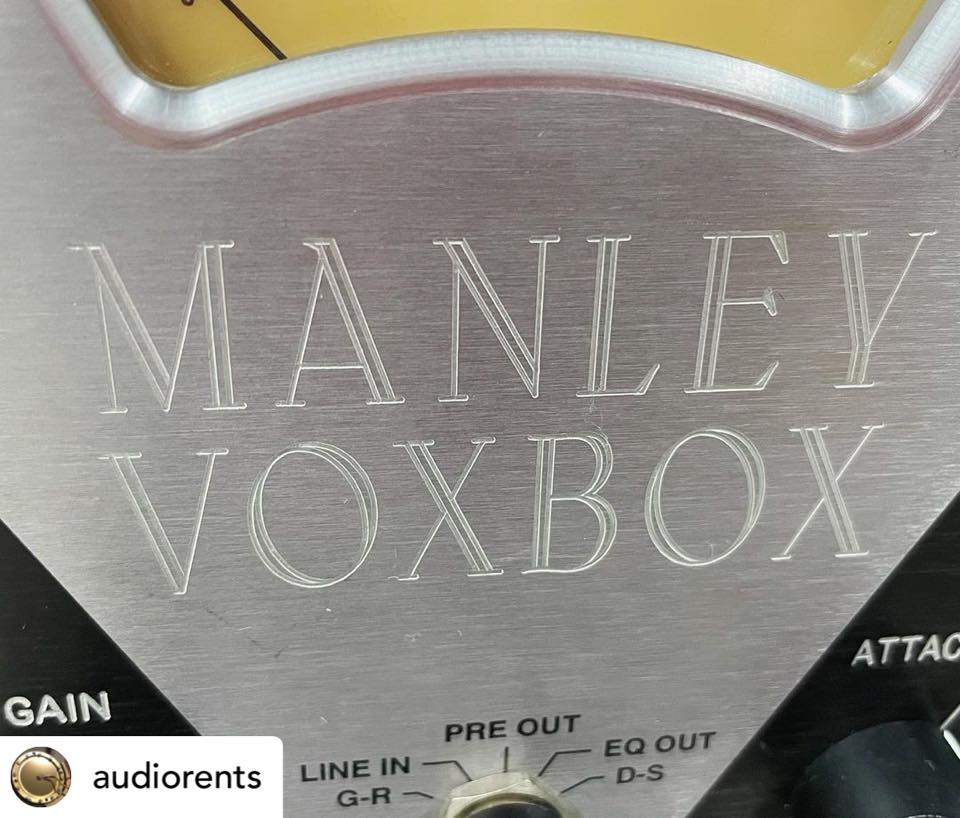 MANLEY
VOXBOX
ATTAC
GAIN
PRE OUT
LINE IN
EQ OUT
G-R
D-S
audiorents